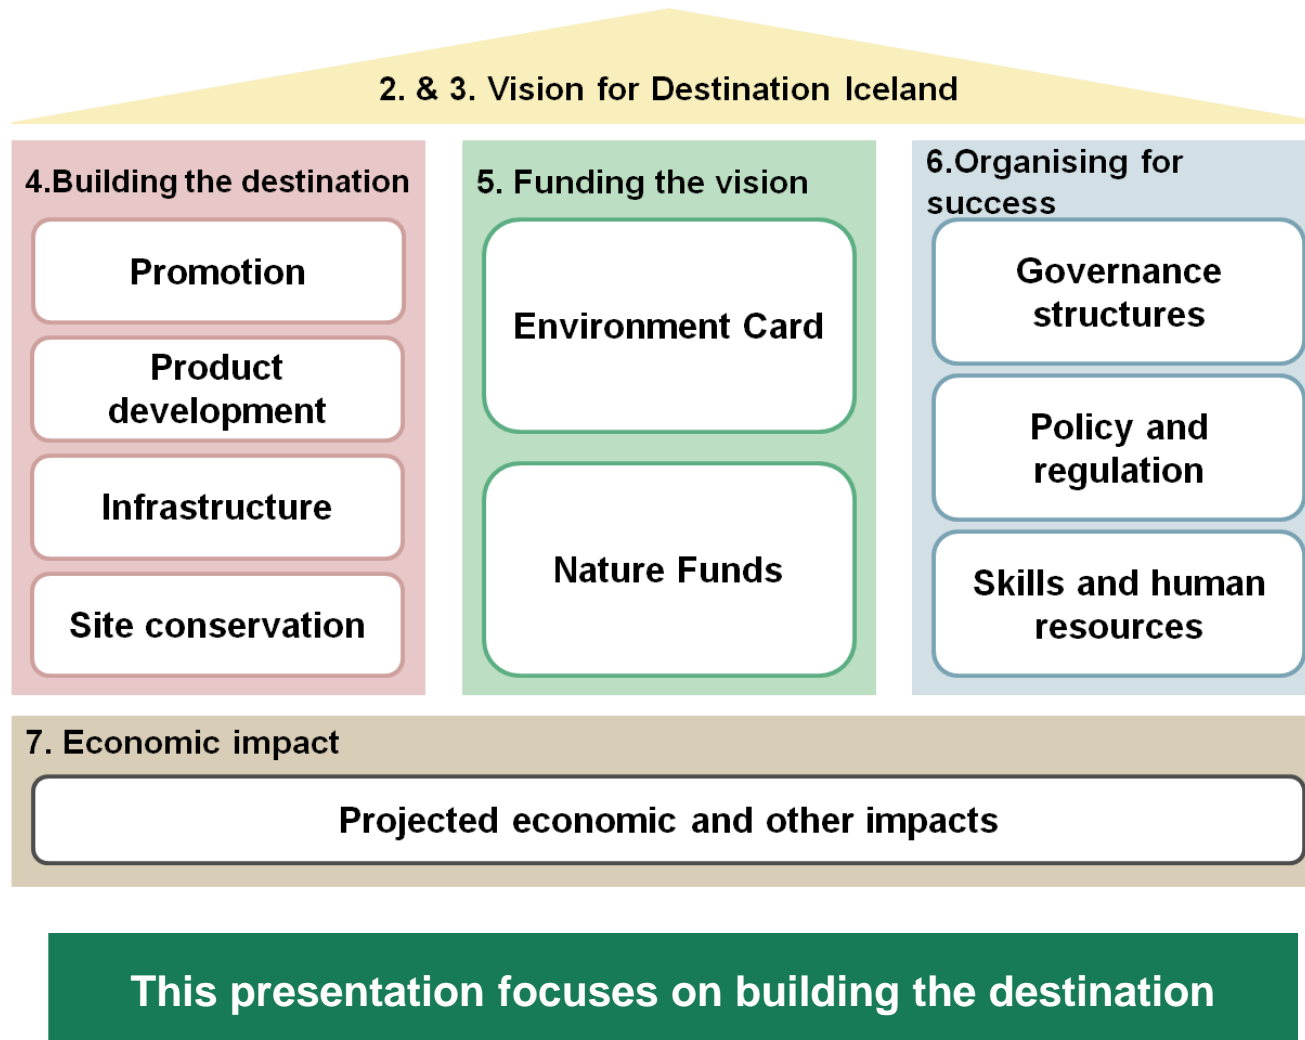 2. & 3. Vision for Destination Iceland
4.Building the destination
Promotion
Product
development
Infrastructure
Site conservation
5. Funding the vision
Environment Card
Nature Funds
6.Organising for
success
Governance
structures
Policy and
regulation
Skills and human
resources
7. Economic impact
Projected economic and other impacts
This presentation focuses on building the destination